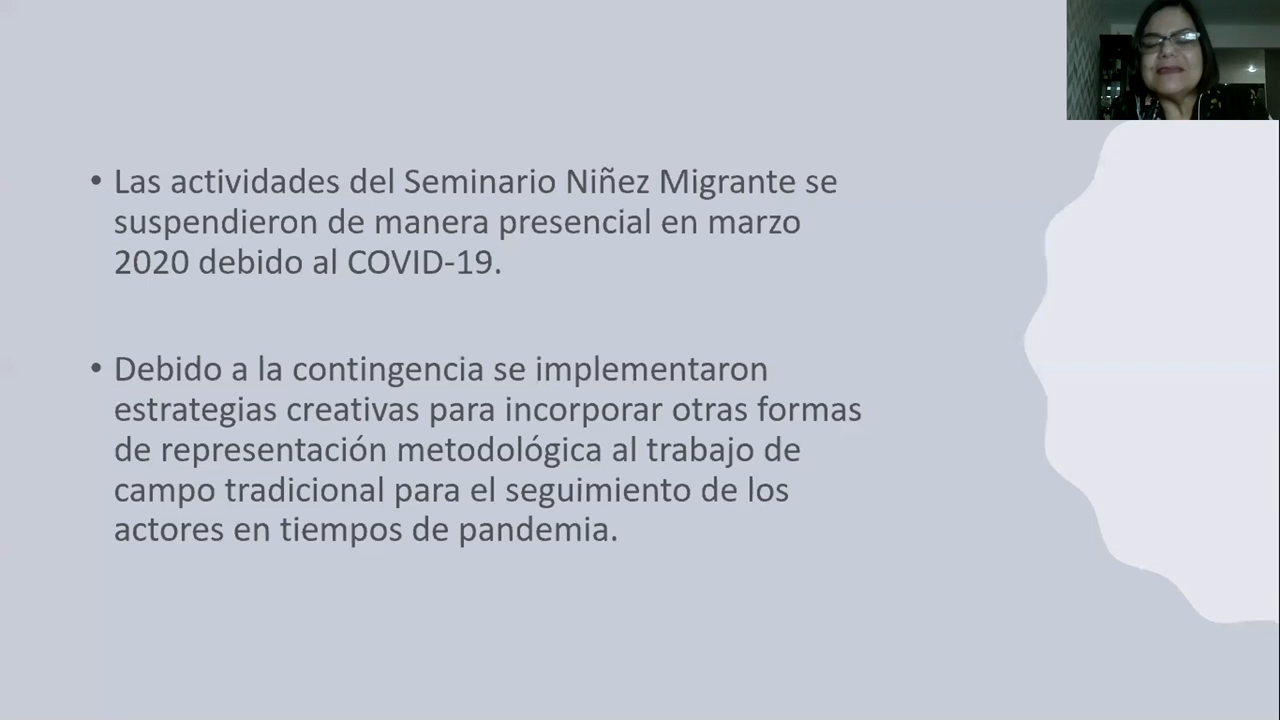 • Las actividades del Seminario Niñez Migrante se
suspendieron de manera presencial en marzo
2020 debido al COVID-19.
• Debido a la contingencia se implementaron
estrategias creativas para incorporar otras formas
de representación metodológica al trabajo de
campo tradicional para el seguimiento de los
actores en tiempos de pandemia.